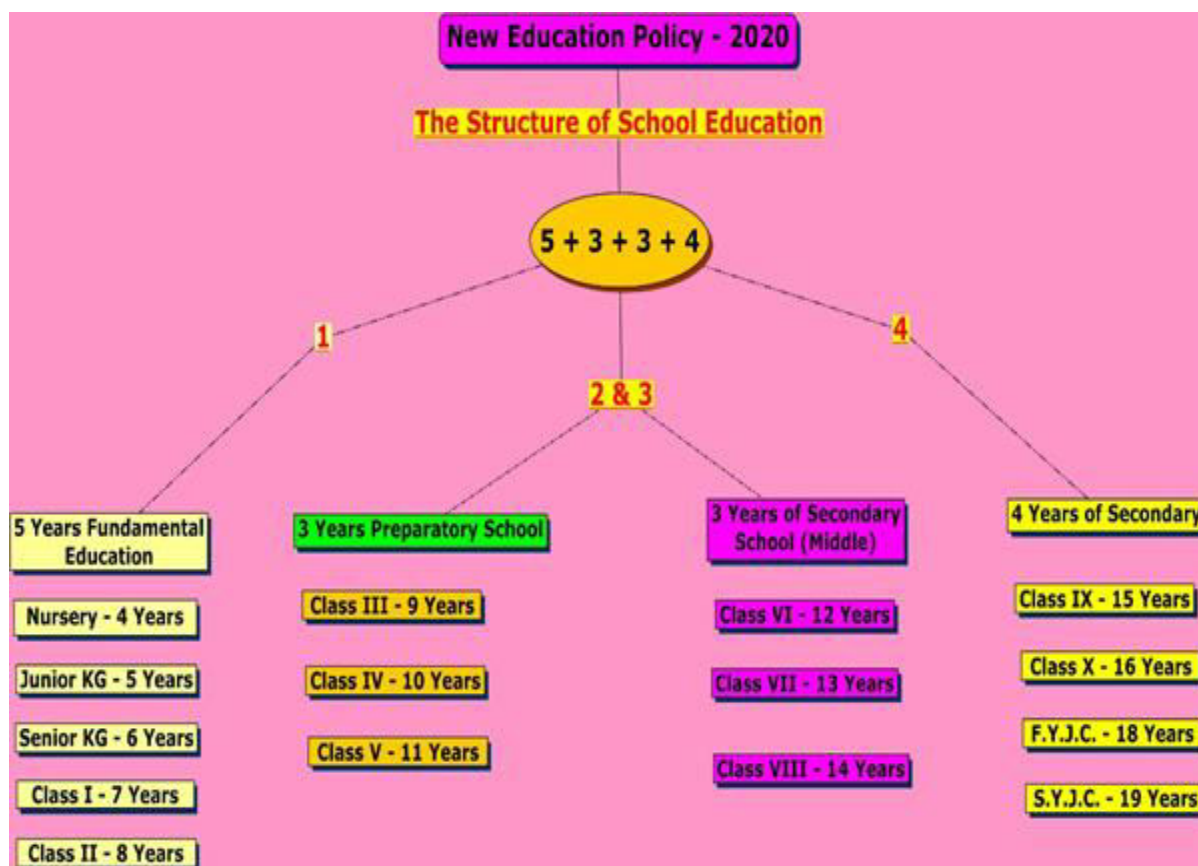 New Education Policy - 2020
The Structure of School Education
5 + 3 + 3 + 4
1
2 & 3
4
5 Years Fundamental
Education
Nursery - 4 Years
Junior KG - 5 Years
Senior KG - 6 Years
Class I - 7 Years
Class II - 8 Years
3 Years Preparatory School
Class III - 9 Years
Class IV - 10 Years
Class V - 11 Years
3 Years of Secondary
School (Middle)
Class VI - 12 Years
Class VII - 13 Years
Class VIII - 14 Years
4 Years of Secondary
Class IX - 15 Years
Class X - 16 Years
F.Y.J.C. - 18 Years
S.Y.J.C. - 19 Years